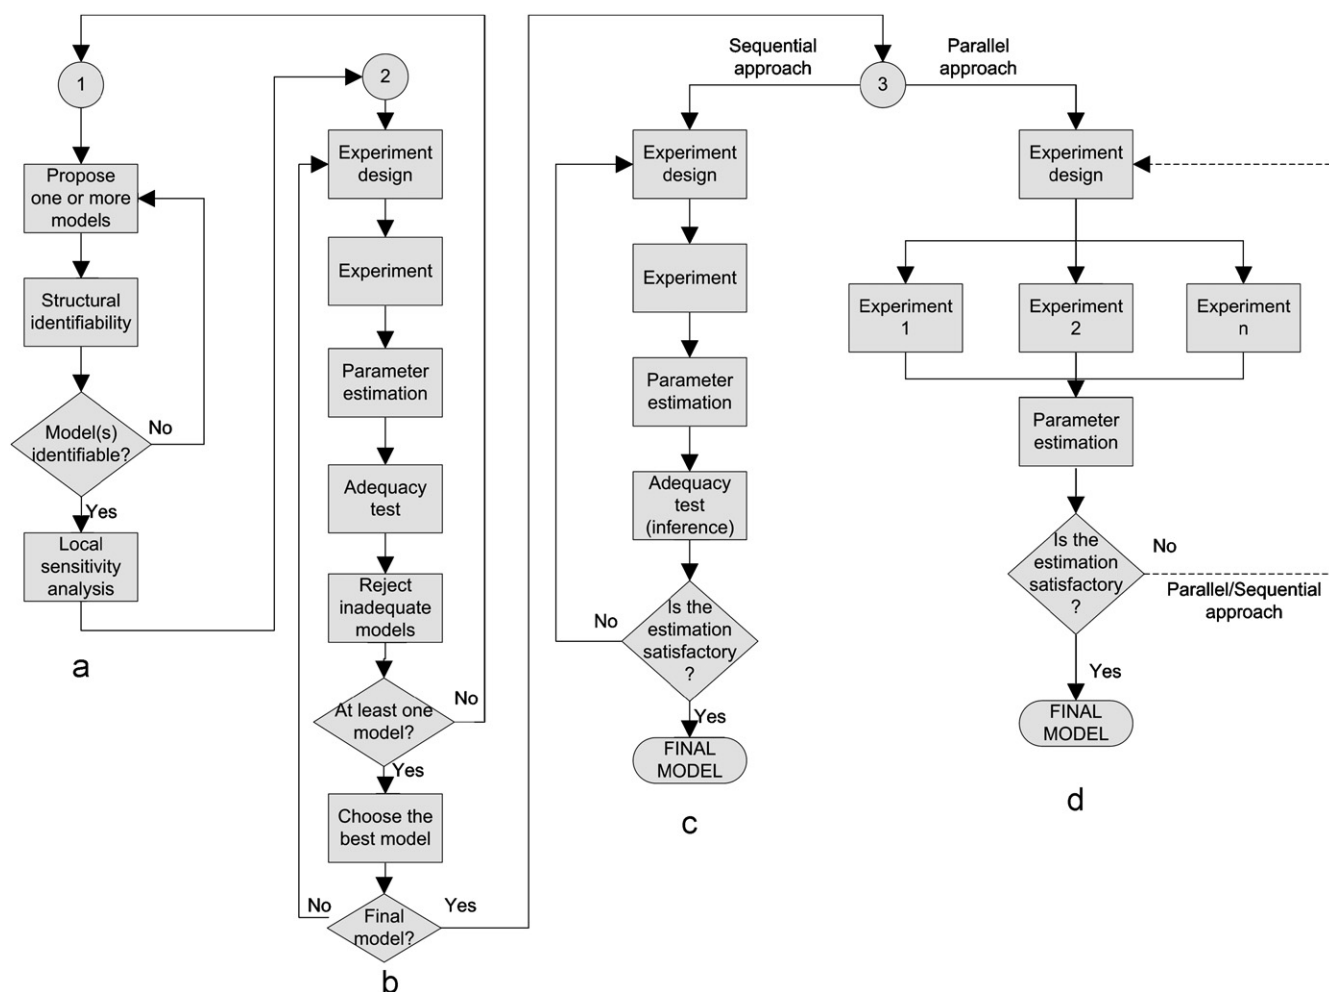 1
Propose
one or more
models
Structural
identifiability
Model(s)
identifiable?
No
Yes
Local
sensitivity
analysis
a
2
Experiment
design
Experiment
Parameter
estimation
Adequacy
test
Reject
inadequate
models
At least one
model?
No
Yes
Choose the
best model
Final
model?
No
Yes
b
3
Sequential
approach
Parallel
approach
Experiment
design
Experiment
Parameter
estimation
Adequacy
test
(inference)
Is the
estimation
satisfactory
?
No
Yes
FINAL
MODEL
c
Experiment
design
Experiment
1
Experiment
2
Experiment
n
Parameter
estimation
Is the
estimation
satisfactory
?
No
Parallel/Sequential
approach
Yes
FINAL
MODEL
d